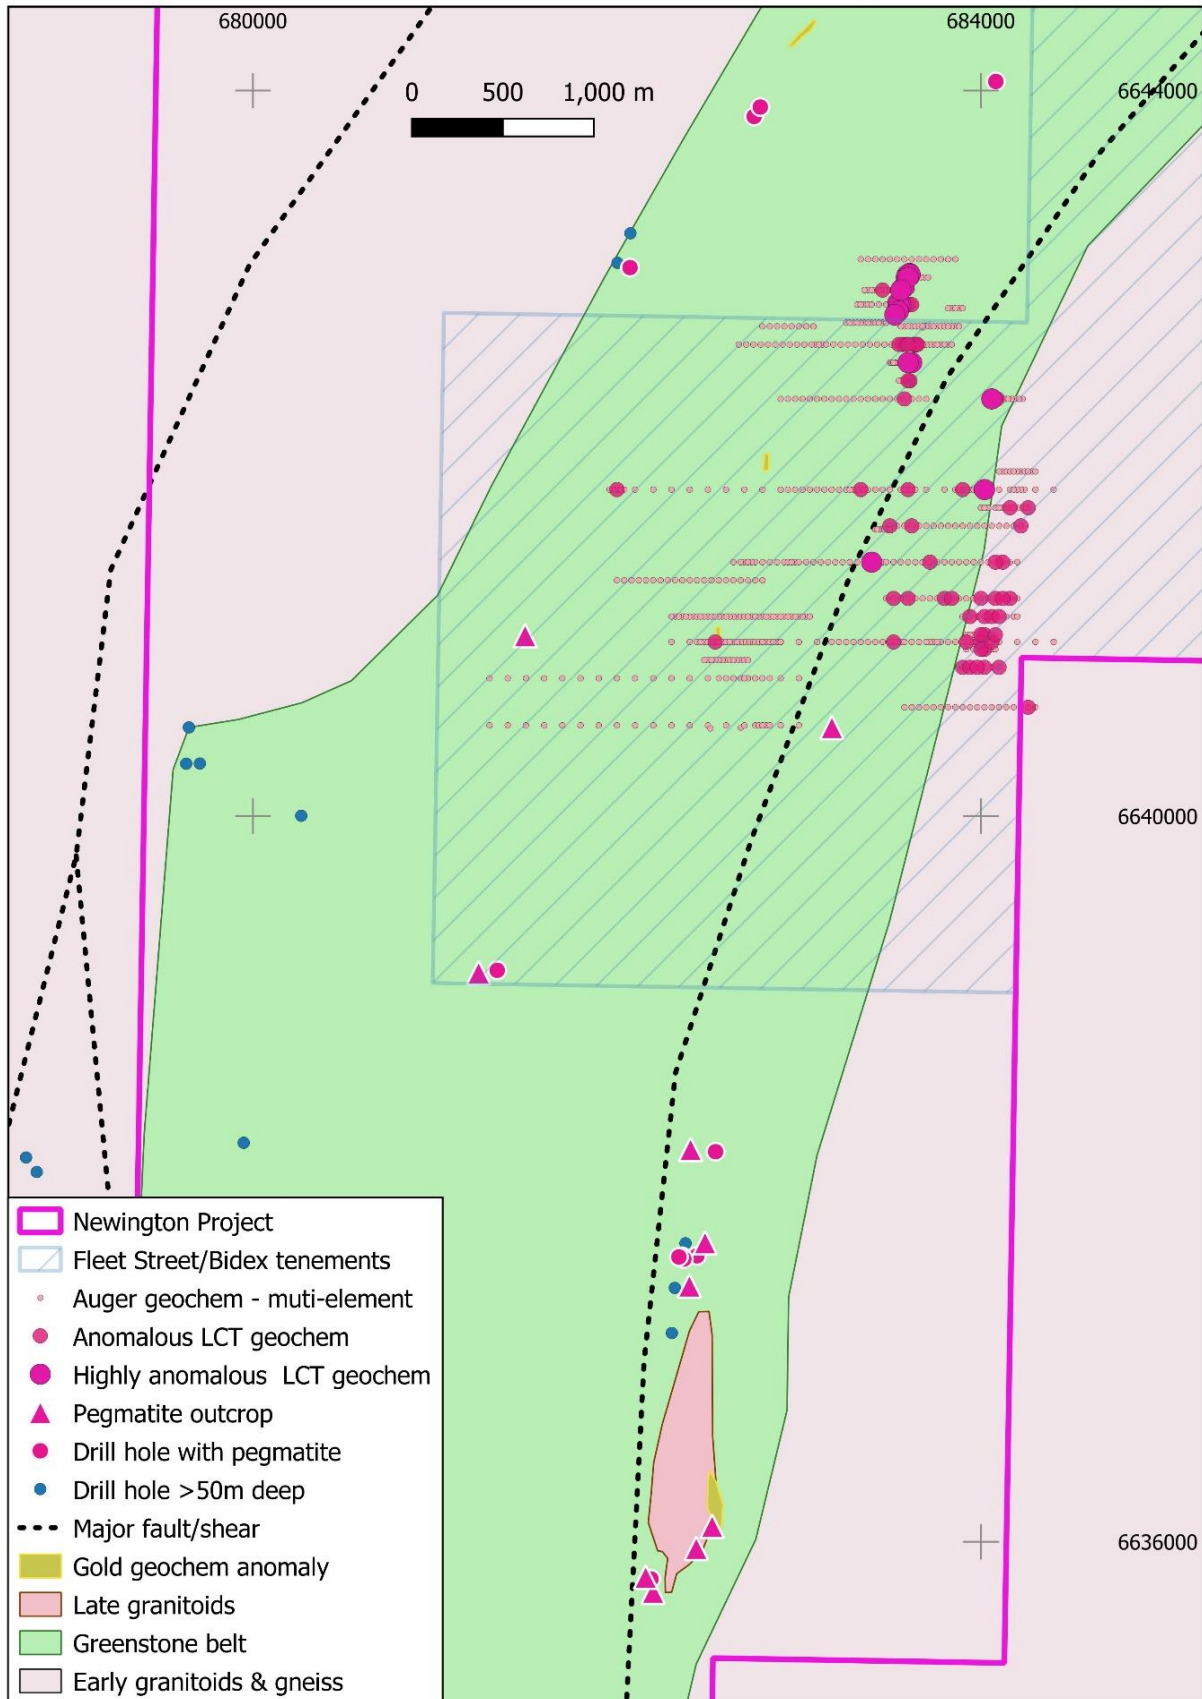 680000
684000
6644000
0 500 1,000 m
6640000
6636000
Newington Project
Fleet Street/Bidex tenements
Auger geochem - muti-element
Anomalous LCT geochem
Highly anomalous LCT geochem
Pegmatite outcrop
Drill hole with pegmatite
Drill hole >50m deep
Major fault/shear
Gold geochem anomaly
Late granitoids
Greenstone belt
Early granitoids & gneiss